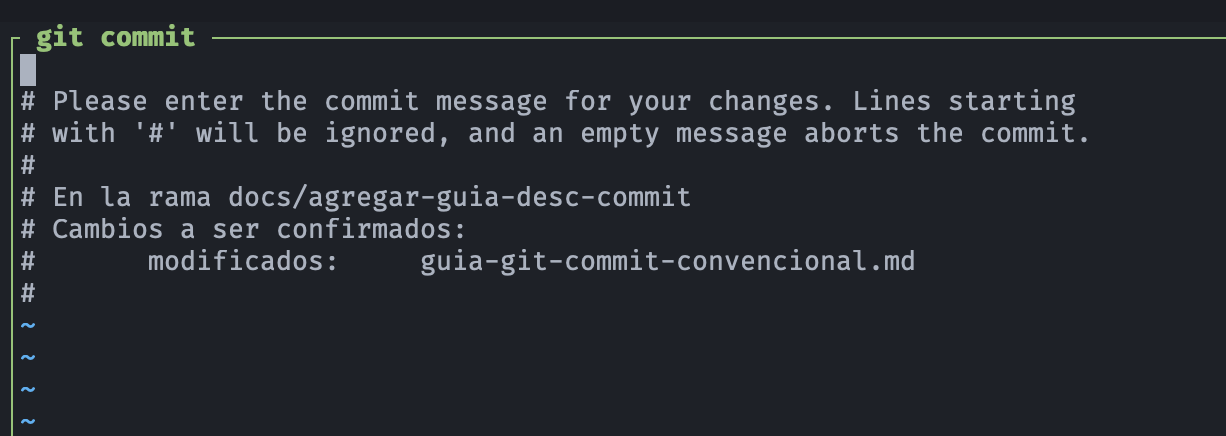 git commit
# Please enter the commit message for your changes. Lines starting
# with '#' will be ignored, and an empty message aborts the commit.
#
# En la rama docs/agregar-guia-desc-commit
# Cambios a ser confirmados:
#       modificados:     guia-git-commit-convencional.md
#
~
~
~
~